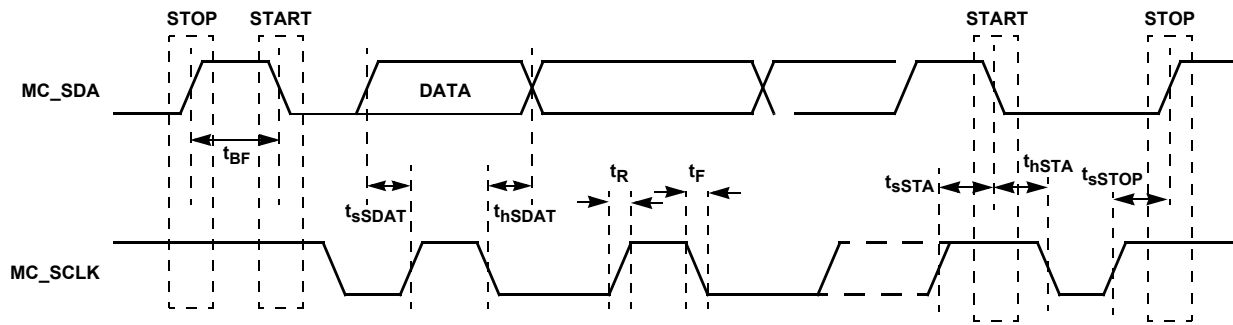 STOP START START STOP
MC_SDA DATA
tBF tsSDAT thSDAT tR tF tsSTA thSTA tsSTOP
MC_SCLK